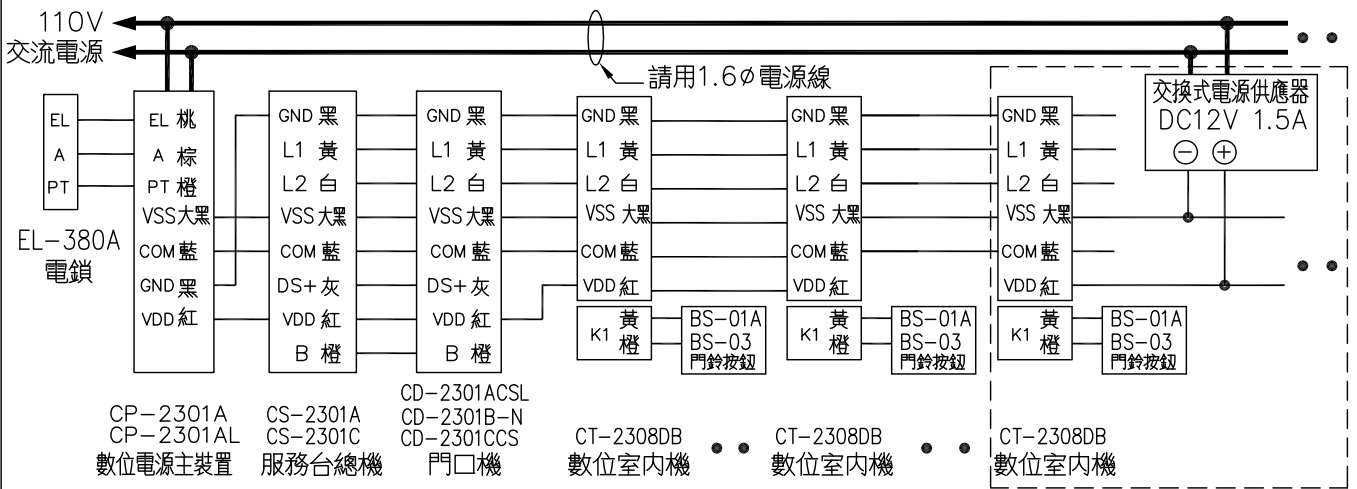 110V
交流電源
請用1.6ø電源線
交換式電源供應器
DC12V 1.5A
⊖ ⊕
EL
A
PT
EL-380A
電鎖
EL 桃
A 棕
PT 橙
VSS 大黑
COM 藍
GND 黑
VDD 紅
CP-2301A
CP-2301AL
數位電源主裝置
GND 黑
L1 黃
L2 白
VSS 大黑
COM 藍
DS+ 灰
VDD 紅
B 橙
CS-2301A
CS-2301C
服務台總機
GND 黑
L1 黃
L2 白
VSS 大黑
COM 藍
DS+ 灰
VDD 紅
B 橙
CD-2301ACSL
CD-2301B-N
CD-2301CCS
門口機
GND 黑
L1 黃
L2 白
VSS 大黑
COM 藍
VDD 紅
K1 黃
橙
BS-01A
BS-03
門鈴按鈕
CT-2308DB
數位室內機
GND 黑
L1 黃
L2 白
VSS 大黑
COM 藍
VDD 紅
K1 黃
橙
BS-01A
BS-03
門鈴按鈕
CT-2308DB
數位室內機
GND 黑
L1 黃
L2 白
VSS 大黑
COM 藍
VDD 紅
K1 黃
橙
BS-01A
BS-03
門鈴按鈕
CT-2308DB
數位室內機